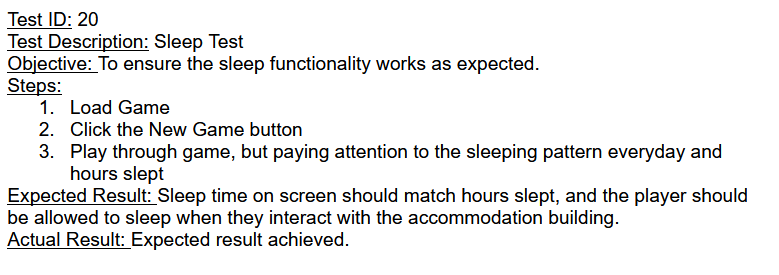 Test ID: 20
Test Description: Sleep Test
Objective: To ensure the sleep functionality works as expected.
Steps:
1. Load Game
2. Click the New Game button
3. Play through game, but paying attention to the sleeping pattern everyday and
hours slept
Expected Result: Sleep time on screen should match hours slept, and the player should
be allowed to sleep when they interact with the accommodation building.
Actual Result: Expected result achieved.